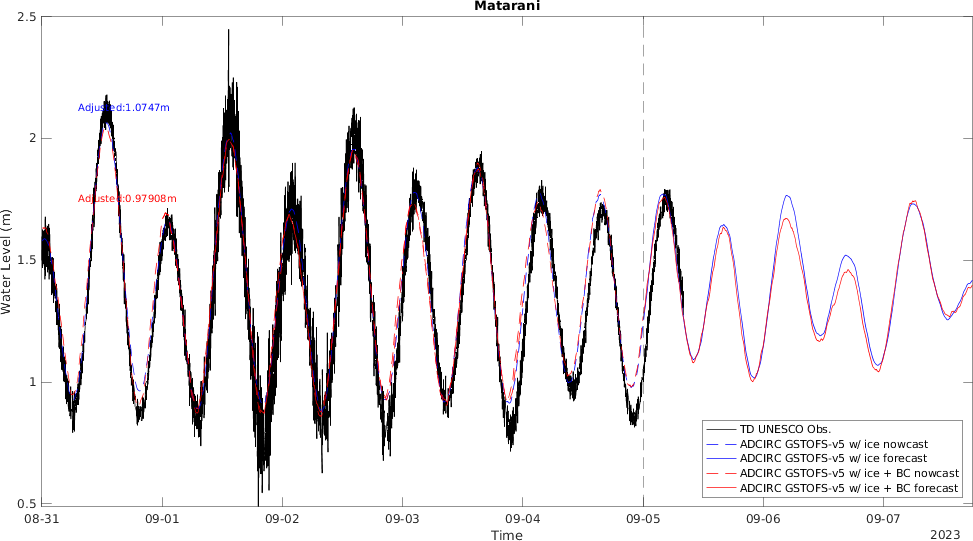 Matarani
2.5
2
1.5
1
0.5
Water Level (m)
Adjusted:1.0747m
Adjusted:0.97908m
TD UNESCO Obs.
ADCIRC GSTOFS-v5 w/ ice nowcast
ADCIRC GSTOFS-v5 w/ ice forecast
ADCIRC GSTOFS-v5 w/ ice + BC nowcast
ADCIRC GSTOFS-v5 w/ ice + BC forecast
08-31 09-01 09-02 09-03 09-04 09-05 09-06 09-07
Time
2023